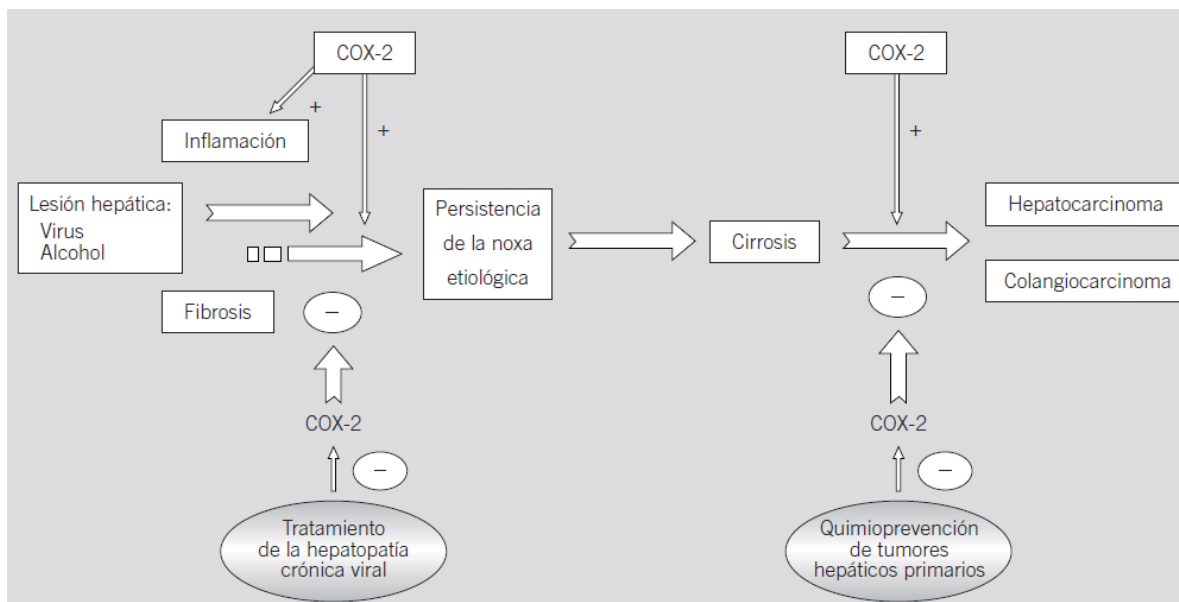 COX-2
+
+
Inflamación
Lesión hepática:
Virus
Alcohol
Fibrosis
−
Persistencia
de la noxa
etiológica
COX-2
−
Tratamiento
de la hepatopatía
crónica viral
Cirrosis
COX-2
+
Hepatocarcinoma
Colangiocarcinoma
−
COX-2
−
Quimioprevención
de tumores
hepáticos primarios